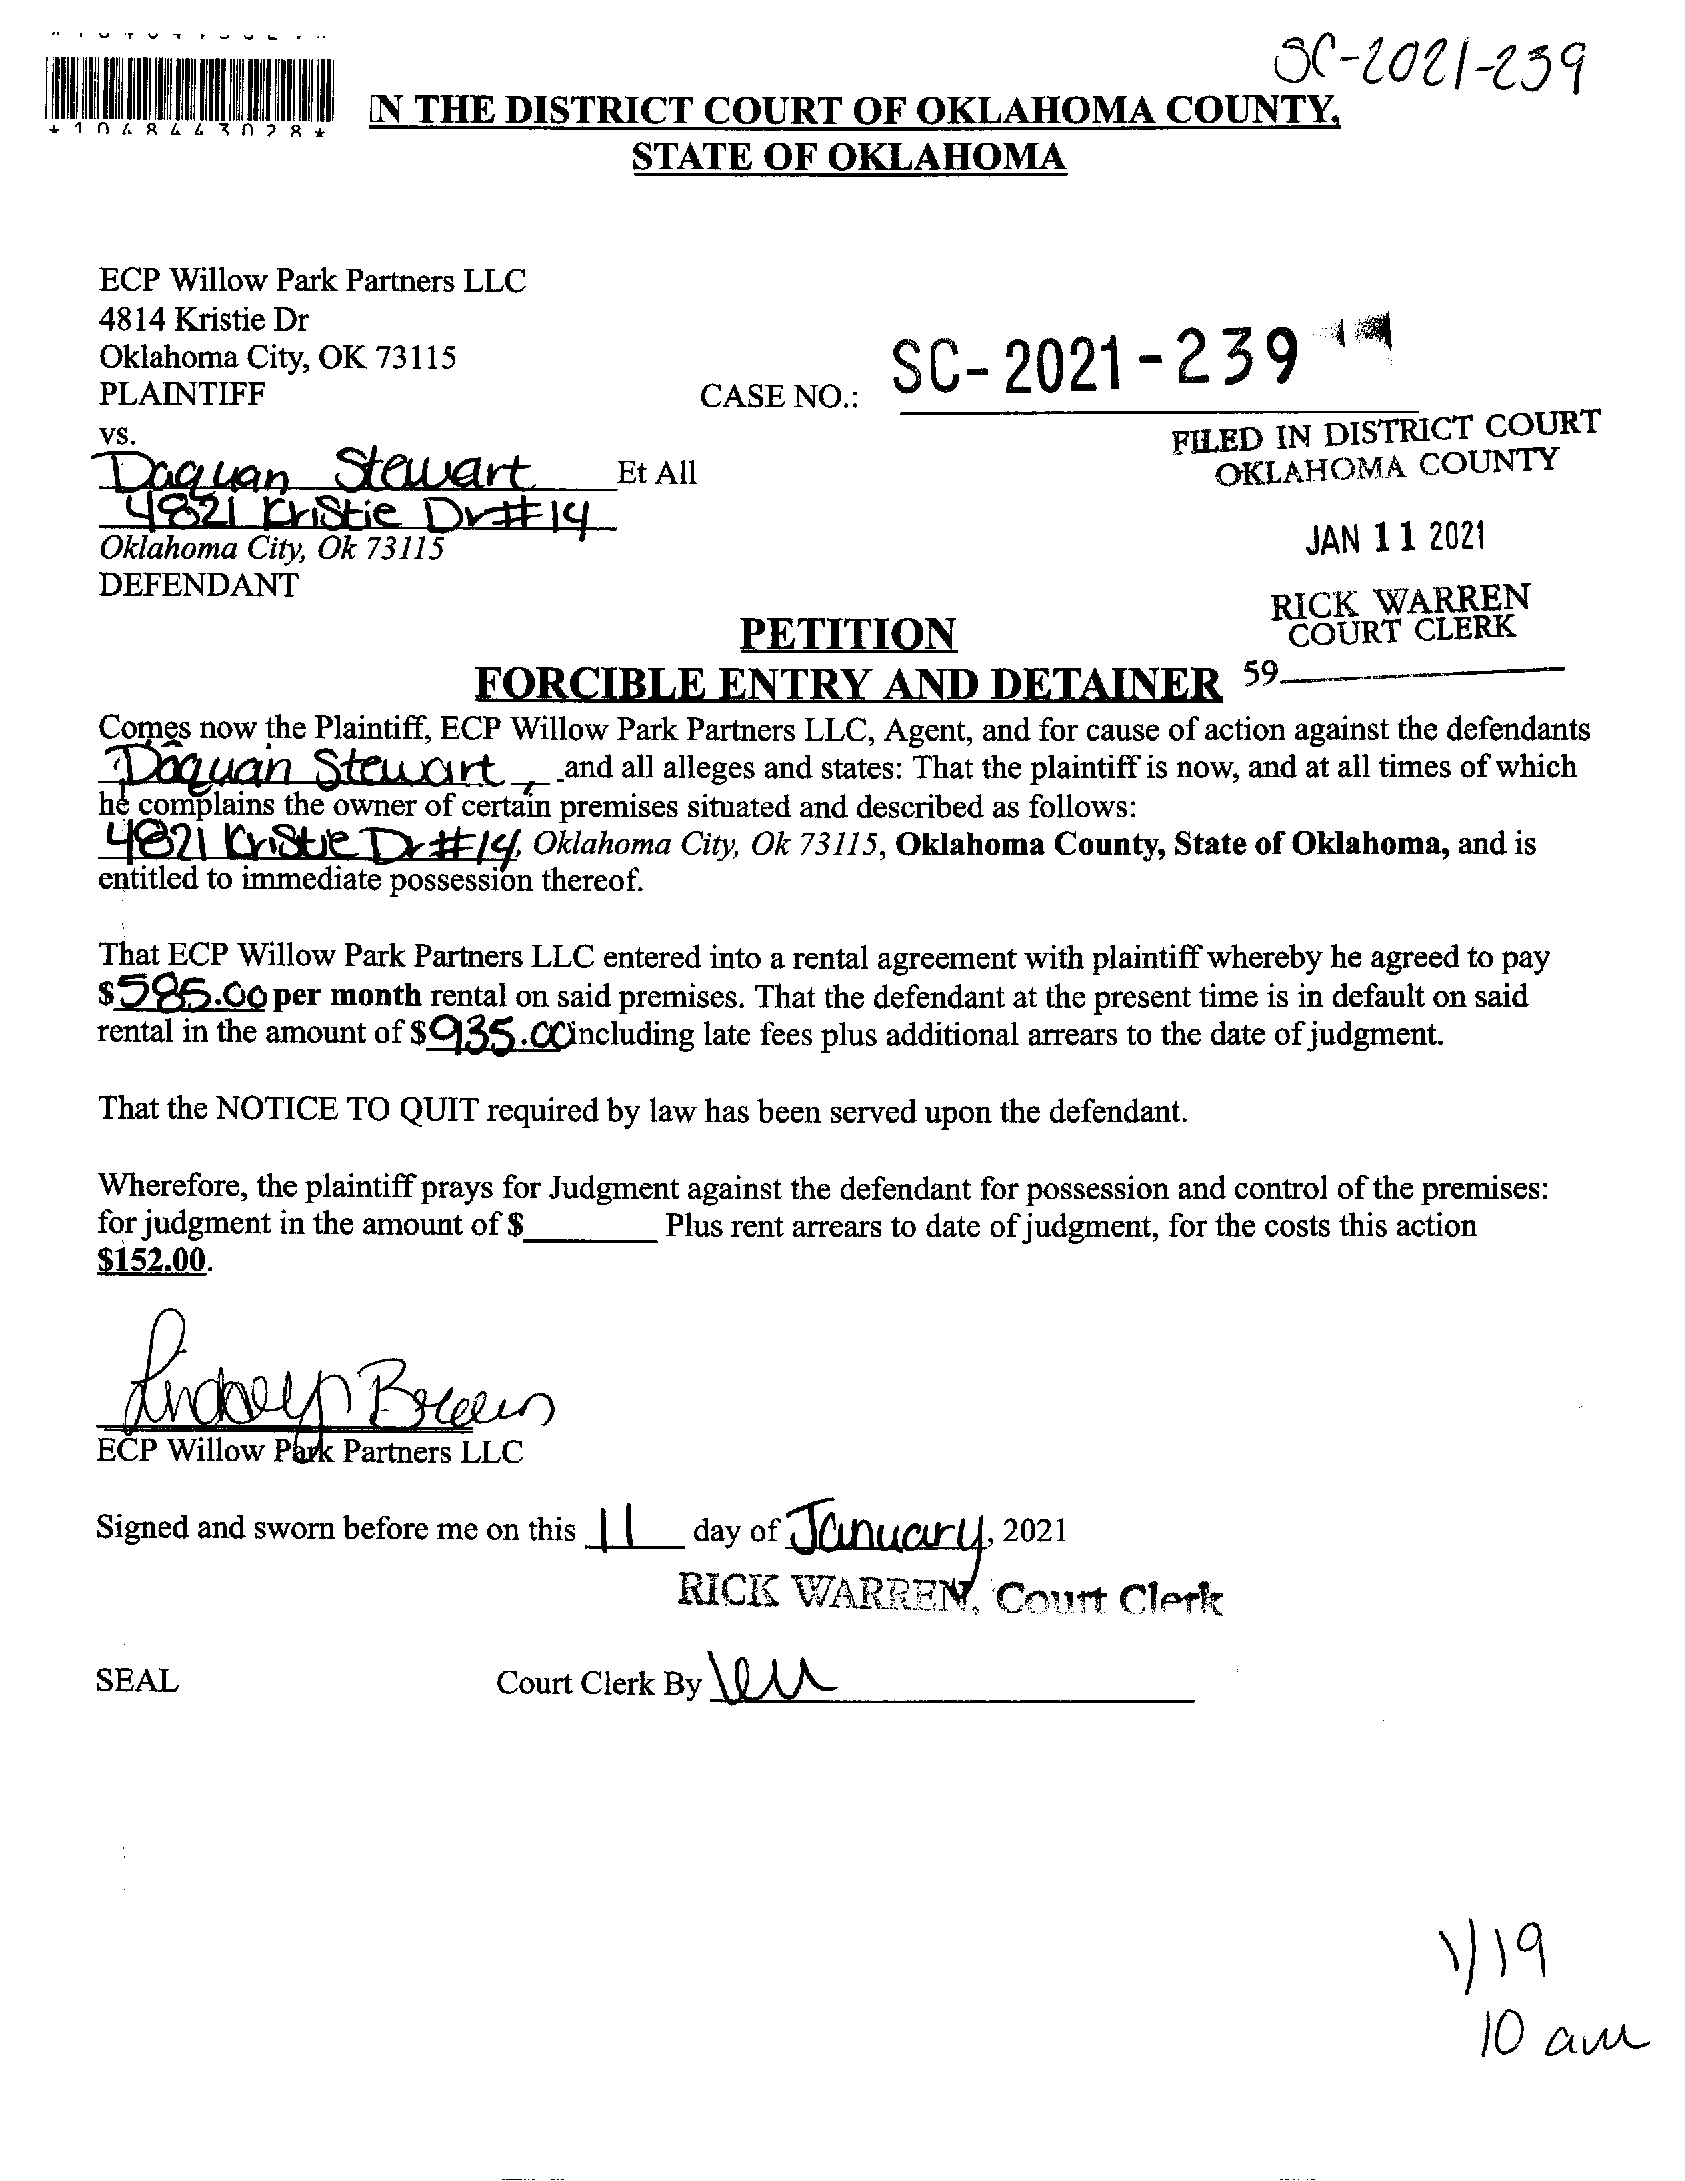 SC-2021-239
*1048443028*
IN THE DISTRICT COURT OF OKLAHOMA COUNTY,
STATE OF OKLAHOMA
ECP Willow Park Partners LLC
4814 Kristie Dr
Oklahoma City, OK 73115
PLAINTIFF
CASE NO.: SC-2021-239
vs.
FILED IN DISTRICT COURT
OKLAHOMA COUNTY
Daquan Stewart Et All
4821 Kristie Dr #14
Oklahoma City, Ok 73115
JAN 11 2021
DEFENDANT
RICK WARREN
COURT CLERK
PETITION
59
FORCIBLE ENTRY AND DETAINER
Comes now the Plaintiff, ECP Willow Park Partners LLC, Agent, and for cause of action against the defendants
Daquan Stewart, and all alleges and states: That the plaintiff is now, and at all times of which
he complains the owner of certain premises situated and described as follows:
4821 Kristie Dr #14, Oklahoma City, Ok 73115, Oklahoma County, State of Oklahoma, and is
entitled to immediate possession thereof.
That ECP Willow Park Partners LLC entered into a rental agreement with plaintiff whereby he agreed to pay
$585.00 per month rental on said premises. That the defendant at the present time is in default on said
rental in the amount of $935.00 including late fees plus additional arrears to the date of judgment.
That the NOTICE TO QUIT required by law has been served upon the defendant.
Wherefore, the plaintiff prays for Judgment against the defendant for possession and control of the premises:
for judgment in the amount of $________ Plus rent arrears to date of judgment, for the costs this action
$152.00.
ECP Willow Park Partners LLC
Signed and sworn before me on this 11 day of January, 2021
RICK WARREN, Court Clerk
SEAL Court Clerk By
1/19
10 am